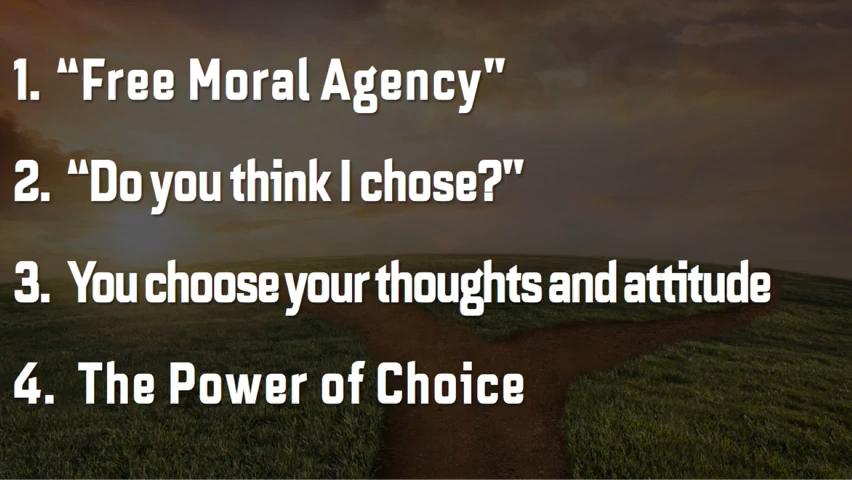 1. “Free Moral Agency"
2. “Do you think I chose?"
3. You choose your thoughts and attitude
4. The Power of Choice